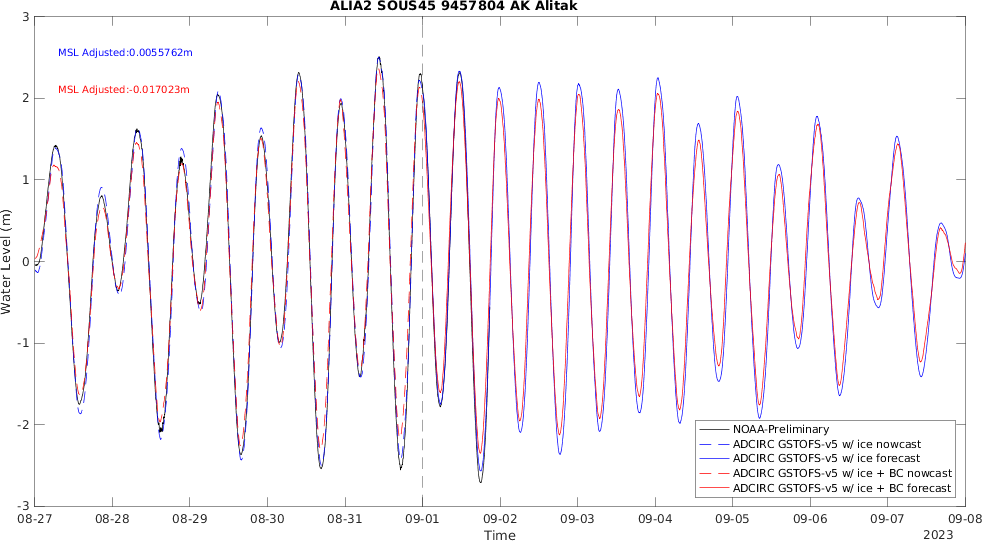 ALIA2 SOUS45 9457804 AK Alitak
3
MSL Adjusted:0.0055762m
MSL Adjusted:-0.017023m
2
1
0
-1
-2
-3
Water Level (m)
NOAA-Preliminary
ADCIRC GSTOFS-v5 w/ ice nowcast
ADCIRC GSTOFS-v5 w/ ice forecast
ADCIRC GSTOFS-v5 w/ ice + BC nowcast
ADCIRC GSTOFS-v5 w/ ice + BC forecast
08-27 08-28 08-29 08-30 08-31 09-01 09-02 09-03 09-04 09-05 09-06 09-07 09-08
Time
2023